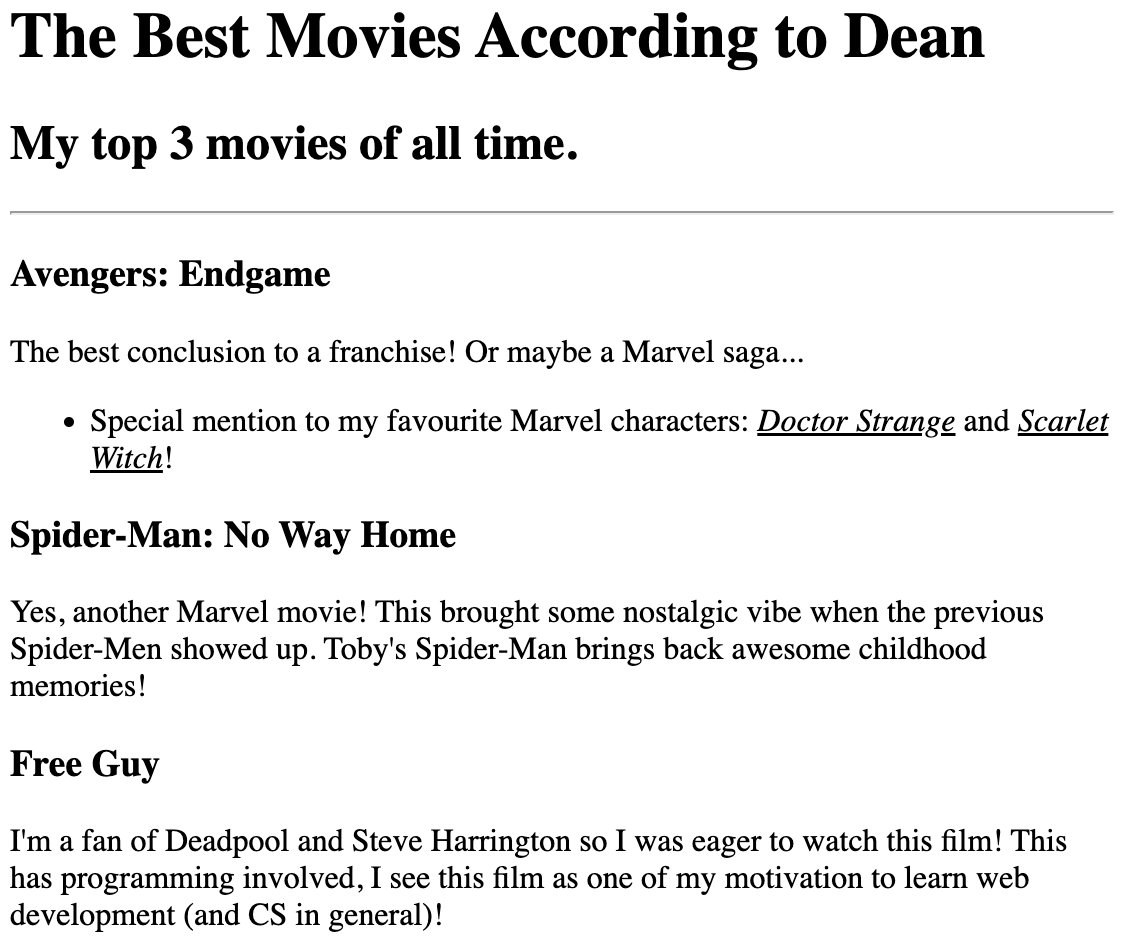 The Best Movies According to Dean
My top 3 movies of all time.
Avengers: Endgame
The best conclusion to a franchise! Or maybe a Marvel saga...
• Special mention to my favourite Marvel characters: Doctor Strange and Scarlet
Witch!
Spider-Man: No Way Home
Yes, another Marvel movie! This brought some nostalgic vibe when the previous
Spider-Men showed up. Toby's Spider-Man brings back awesome childhood
memories!
Free Guy
I'm a fan of Deadpool and Steve Harrington so I was eager to watch this film! This
has programming involved, I see this film as one of my motivation to learn web
development (and CS in general)!